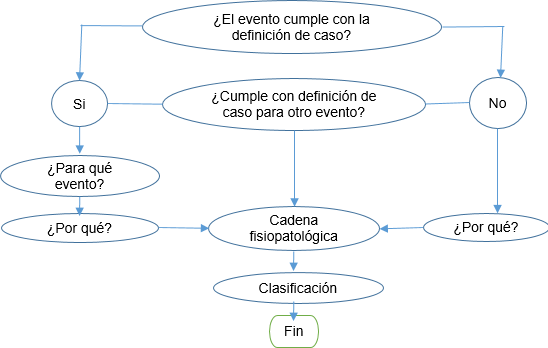 ¿El evento cumple con la
definición de caso?
Si
¿Cumple con definición de
caso para otro evento?
No
¿Para qué
evento?
¿Por qué?
Cadena
fisiopatológica
¿Por qué?
Clasificación
Fin